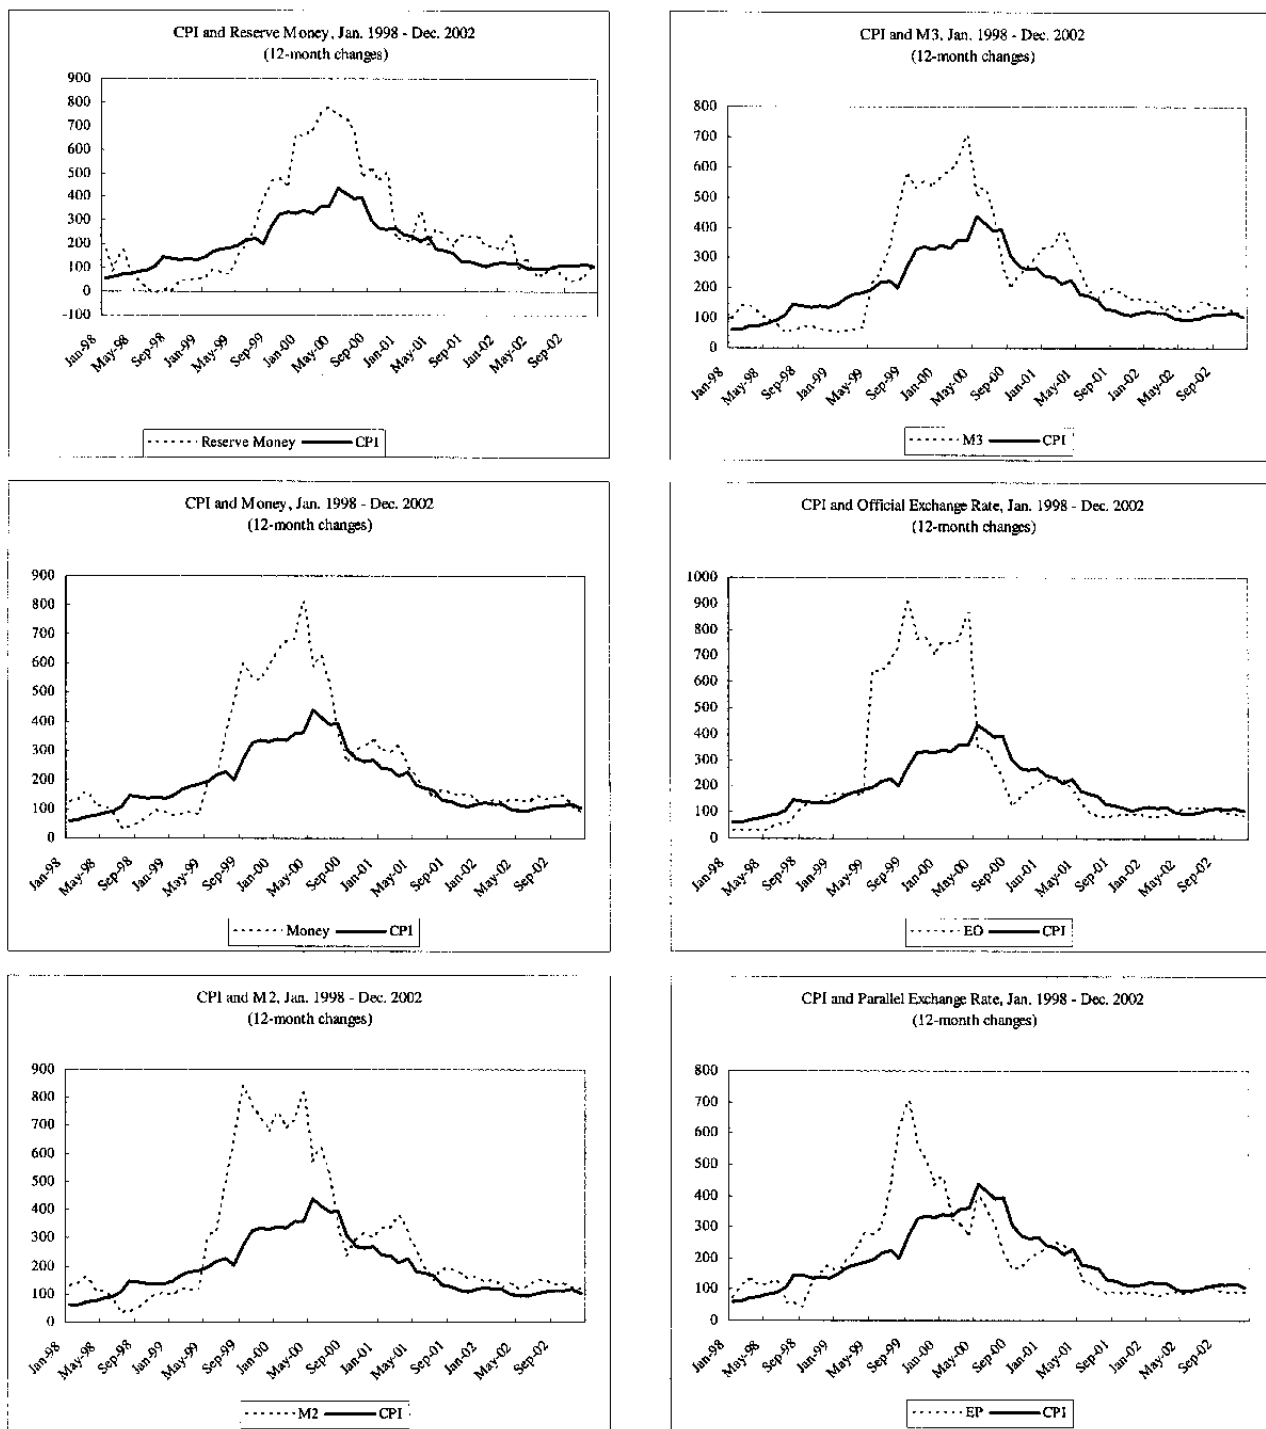 CPI and Reserve Money, Jan. 1998 - Dec. 2002
(12-month changes)
900
800
700
600
500
400
300
200
100
0
-100
Jan-98
May-98
Sep-98
Jan-99
May-99
Sep-99
Jan-00
May-00
Sep-00
Jan-01
May-01
Sep-01
Jan-02
May-02
Sep-02
Reserve Money CPI
CPI and M3, Jan. 1998 - Dec. 2002
(12-month changes)
800
700
600
500
400
300
200
100
0
Jan-98
May-98
Sep-98
Jan-99
May-99
Sep-99
Jan-00
May-00
Sep-00
Jan-01
May-01
Sep-01
Jan-02
May-02
Sep-02
M3 CPI
CPI and Money, Jan. 1998 - Dec. 2002
(12-month changes)
900
800
700
600
500
400
300
200
100
0
Jan-98
May-98
Sep-98
Jan-99
May-99
Sep-99
Jan-00
May-00
Sep-00
Jan-01
May-01
Sep-01
Jan-02
May-02
Sep-02
Money CPI
CPI and Official Exchange Rate, Jan. 1998 - Dec. 2002
(12-month changes)
1000
900
800
700
600
500
400
300
200
100
0
Jan-98
May-98
Sep-98
Jan-99
May-99
Sep-99
Jan-00
May-00
Sep-00
Jan-01
May-01
Sep-01
Jan-02
May-02
Sep-02
EO CPI
CPI and M2, Jan. 1998 - Dec. 2002
(12-month changes)
900
800
700
600
500
400
300
200
100
0
Jan-98
May-98
Sep-98
Jan-99
May-99
Sep-99
Jan-00
May-00
Sep-00
Jan-01
May-01
Sep-01
Jan-02
May-02
Sep-02
M2 CPI
CPI and Parallel Exchange Rate, Jan. 1998 - Dec. 2002
(12-month changes)
800
700
600
500
400
300
200
100
0
Jan-98
May-98
Sep-98
Jan-99
May-99
Sep-99
Jan-00
May-00
Sep-00
Jan-01
May-01
Sep-01
Jan-02
May-02
Sep-02
EP CPI